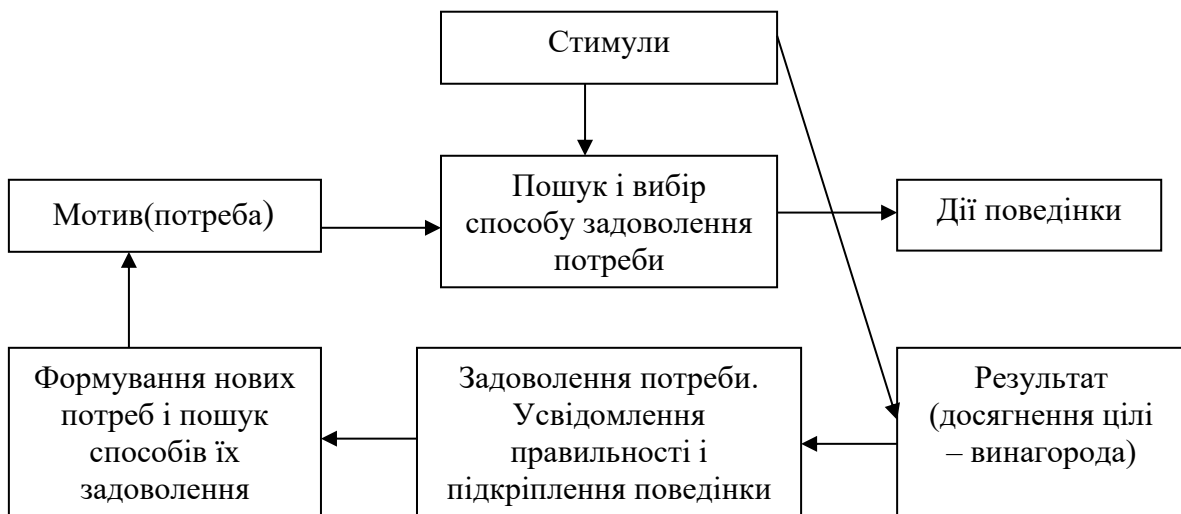 Стимули
Мотив(потреба)
Пошук і вибір
способу задоволення
потреби
Дії поведінки
Формування нових
потреб і пошук
способів їх
задоволення
Задоволення потреби.
Усвідомлення
правильності і
підкріплення поведінки
Результат
(досягнення цілі
– винагорода)